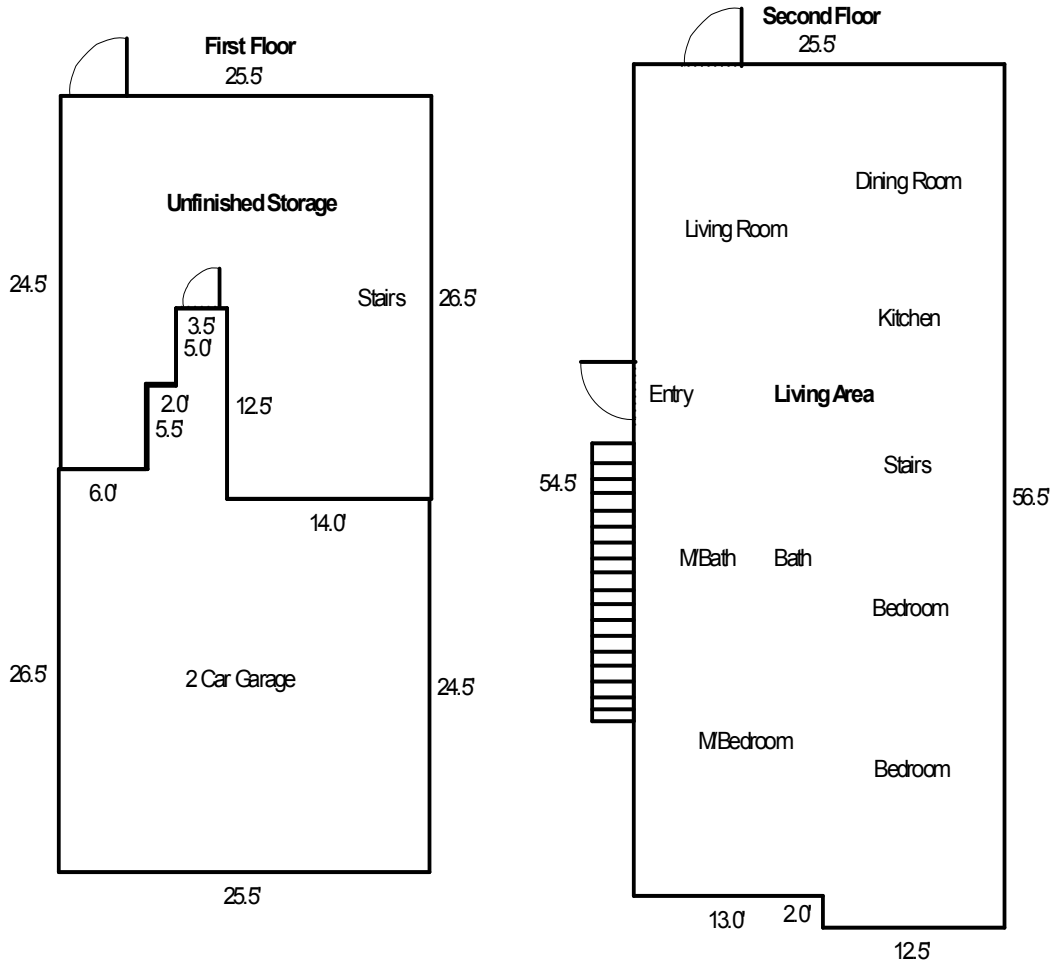 First Floor
25.5'
Unfinished Storage
24.5'
Stairs
26.5'
3.5'
5.0'
2.0'
12.5'
5.5'
6.0'
14.0'
26.5'
2 Car Garage
24.5'
25.5'
Second Floor
25.5'
Dining Room
Living Room
Kitchen
Entry
Living Area
Stairs
54.5'
56.5'
M'Bath
Bath
Bedroom
M'Bedroom
Bedroom
13.0'
2.0'
12.5'